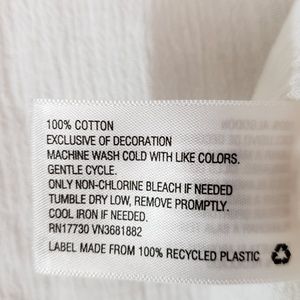 100% COTTON
EXCLUSIVE OF DECORATION
MACHINE WASH COLD WITH LIKE COLORS.
GENTLE CYCLE.
ONLY NON-CHLORINE BLEACH IF NEEDED
TUMBLE DRY LOW, REMOVE PROMPTLY.
COOL IRON IF NEEDED.
RN17730 VN3681882
LABEL MADE FROM 100% RECYCLED PLASTIC